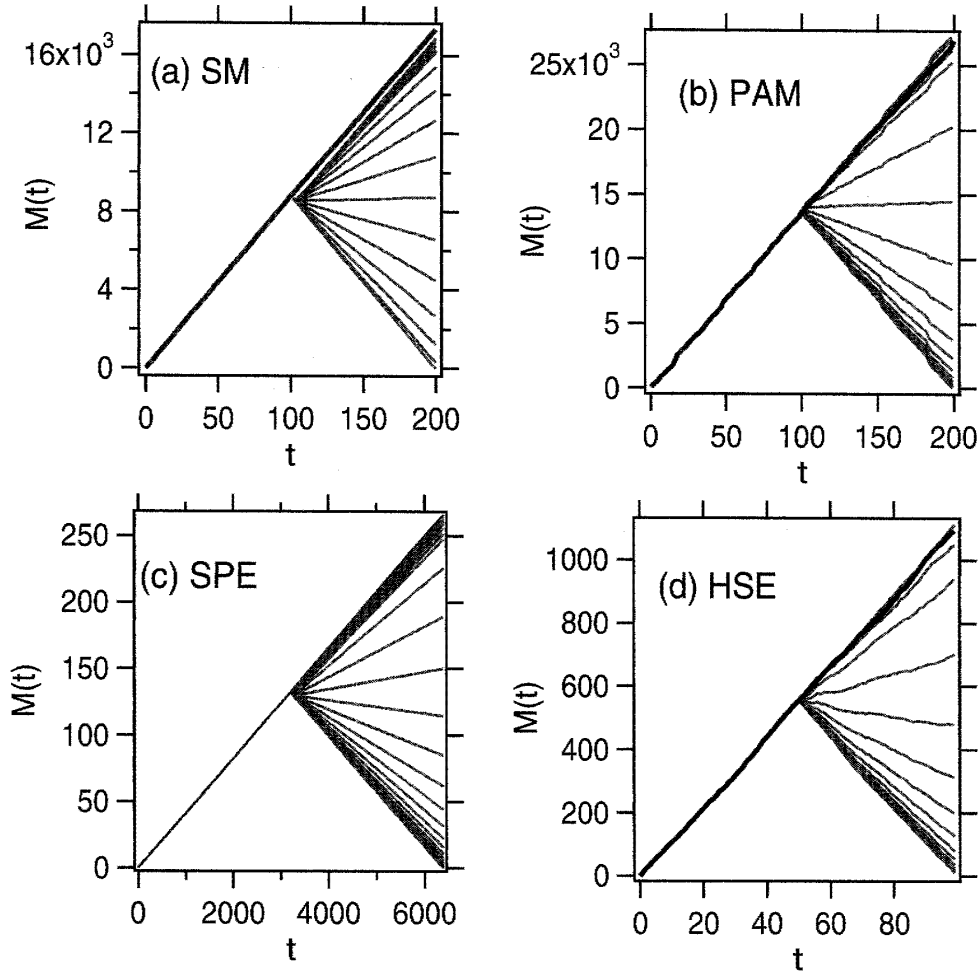 16x10³
12
8
4
0
M(t)
(a) SM
0 50 100 150 200
t
25x10³
20
15
10
5
0
M(t)
(b) PAM
0 50 100 150 200
t
250
200
150
100
50
0
M(t)
(c) SPE
0 2000 4000 6000
t
1000
800
600
400
200
0
M(t)
(d) HSE
0 20 40 60 80
t